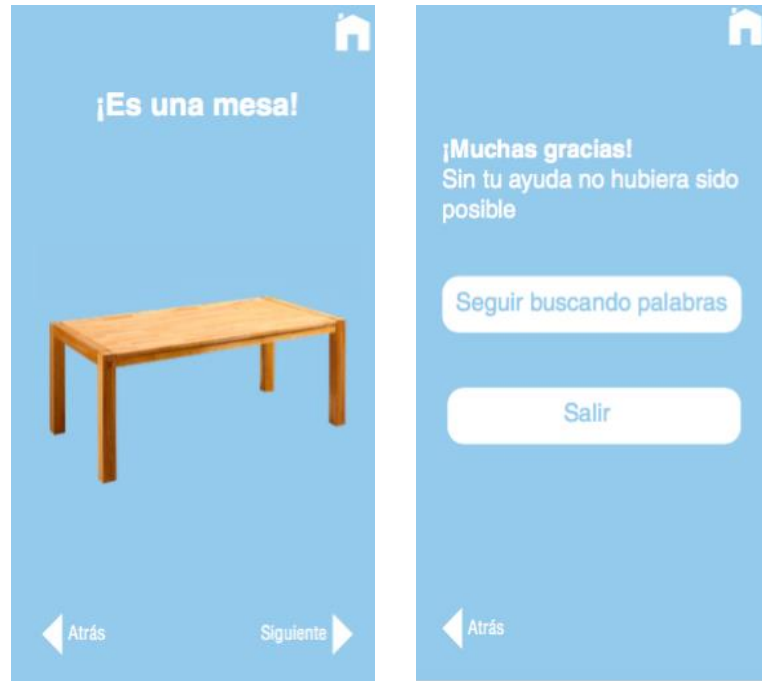 ¡Es una mesa!
Atrás
Siguiente
¡Muchas gracias!
Sin tu ayuda no hubiera sido
posible
Seguir buscando palabras
Salir
Atrás